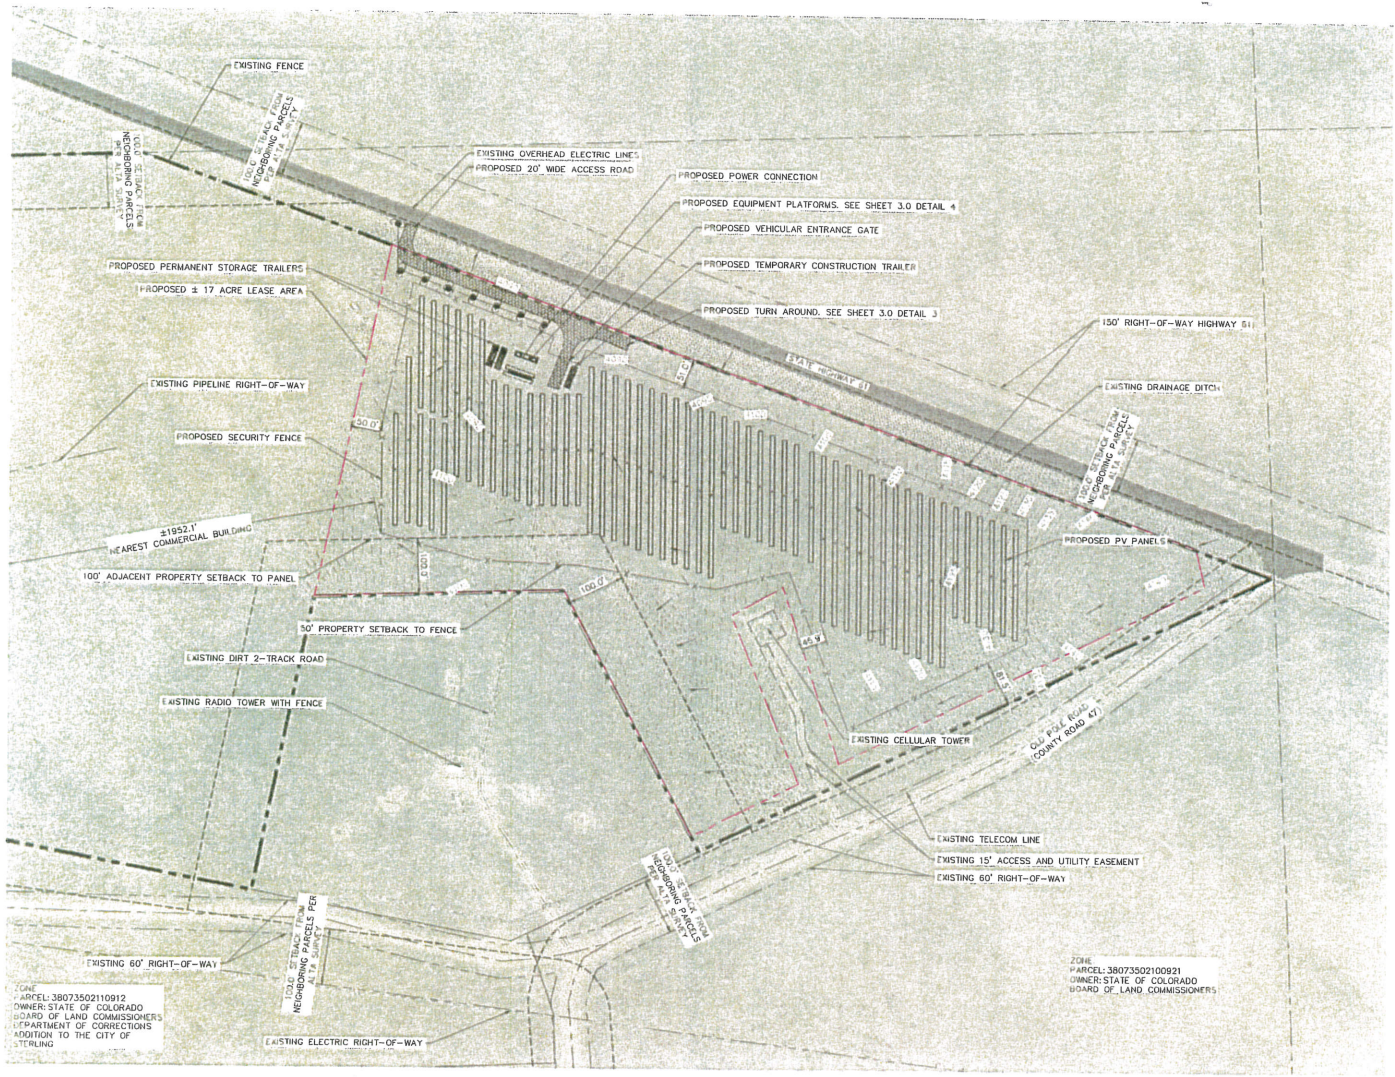 EXISTING FENCE
100.0' SETBACK FROM
NEIGHBORING PARCELS
PER ALTA SURVEY
100.0' SETBACK FROM
NEIGHBORING PARCELS
PER ALTA SURVEY
EXISTING OVERHEAD ELECTRIC LINES
PROPOSED 20' WIDE ACCESS ROAD
PROPOSED POWER CONNECTION
PROPOSED EQUIPMENT PLATFORMS. SEE SHEET 3.0 DETAIL 4
PROPOSED VEHICULAR ENTRANCE GATE
PROPOSED TEMPORARY CONSTRUCTION TRAILER
PROPOSED TURN AROUND. SEE SHEET 3.0 DETAIL 3
PROPOSED PERMANENT STORAGE TRAILERS
PROPOSED ± 17 ACRE LEASE AREA
150' RIGHT-OF-WAY HIGHWAY 61
STATE HIGHWAY 61
51.0'
EXISTING PIPELINE RIGHT-OF-WAY
EXISTING DRAINAGE DITCH
50.0'
PROPOSED SECURITY FENCE
100.0' SETBACK FROM
NEIGHBORING PARCELS
PER ALTA SURVEY
±1952.1'
NEAREST COMMERCIAL BUILDING
PROPOSED PV PANELS
100' ADJACENT PROPERTY SETBACK TO PANEL
100.0'
100.0'
50' PROPERTY SETBACK TO FENCE
46.9'
EXISTING DIRT 2-TRACK ROAD
81.5'
EXISTING RADIO TOWER WITH FENCE
EXISTING CELLULAR TOWER
OLD POLE ROAD
(COUNTY ROAD 47)
EXISTING TELECOM LINE
EXISTING 15' ACCESS AND UTILITY EASEMENT
EXISTING 60' RIGHT-OF-WAY
100.0' SETBACK FROM
NEIGHBORING PARCELS
PER ALTA SURVEY
100.0' SETBACK FROM
NEIGHBORING PARCELS PER
ALTA SURVEY
EXISTING 60' RIGHT-OF-WAY
ZONE
PARCEL: 38073502110912
OWNER: STATE OF COLORADO
BOARD OF LAND COMMISSIONERS
DEPARTMENT OF CORRECTIONS
ADDITION TO THE CITY OF
STERLING
EXISTING ELECTRIC RIGHT-OF-WAY
ZONE
PARCEL: 38073502100921
OWNER: STATE OF COLORADO
BOARD OF LAND COMMISSIONERS